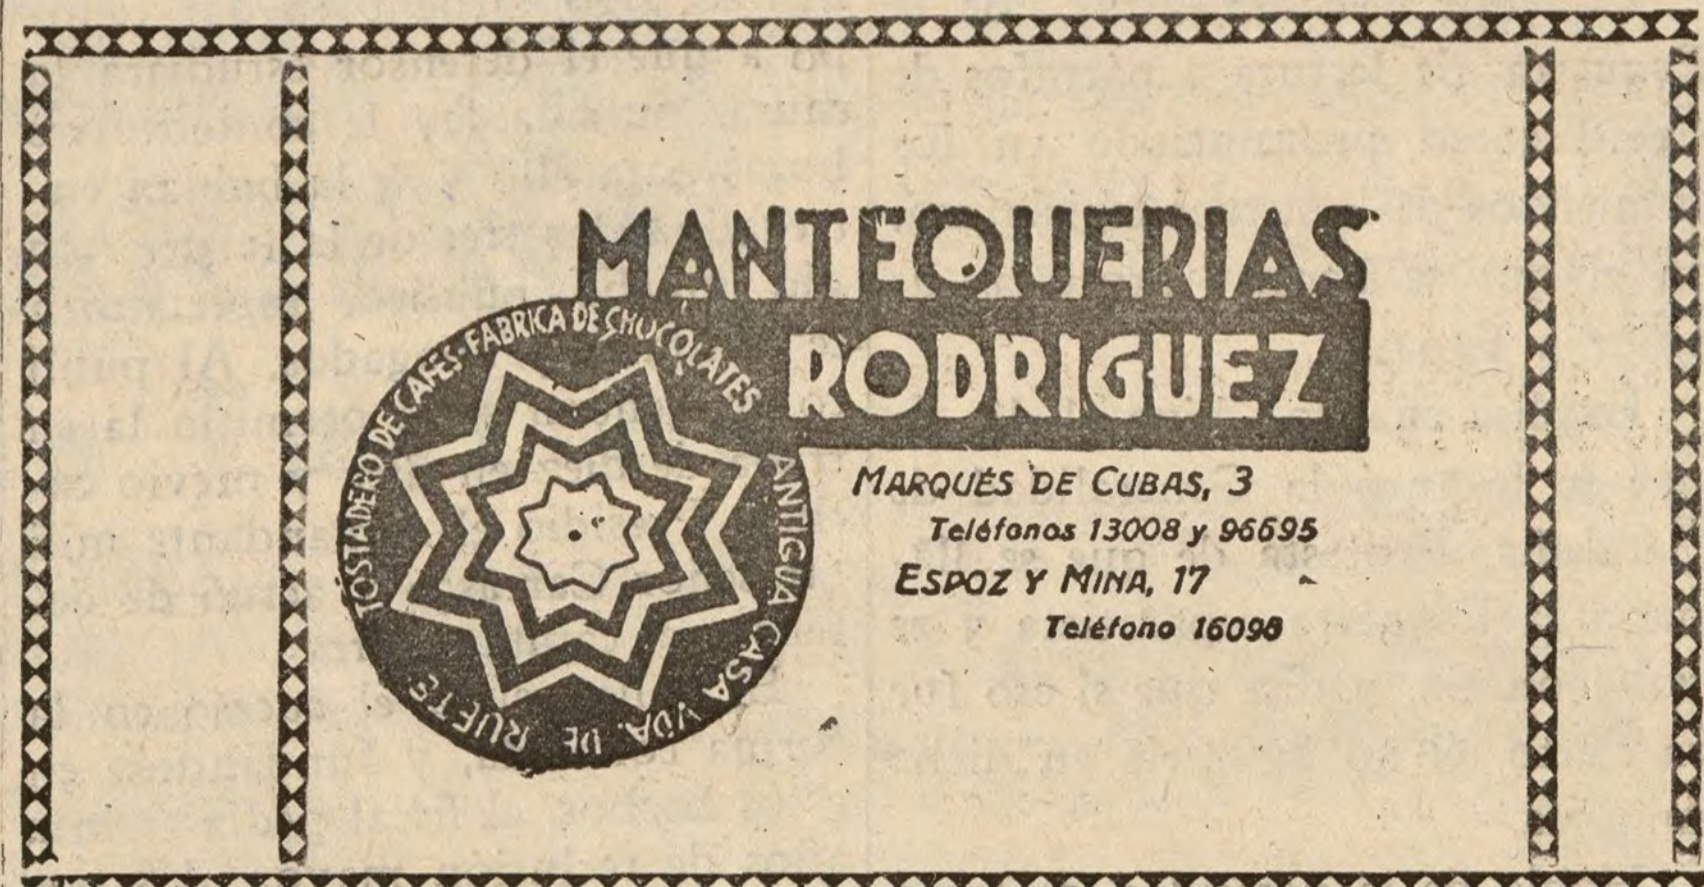 MANTEQUERIAS
RODRIGUEZ
TOSTADERO DE CAFES-FABRICA DE CHOCOLATES
ANTIGUA CASA VDA. DE RUETE.
MARQUÉS DE CUBAS, 3
Teléfonos 13008 y 96695
ESPOZ Y MINA, 17
Teléfono 16098